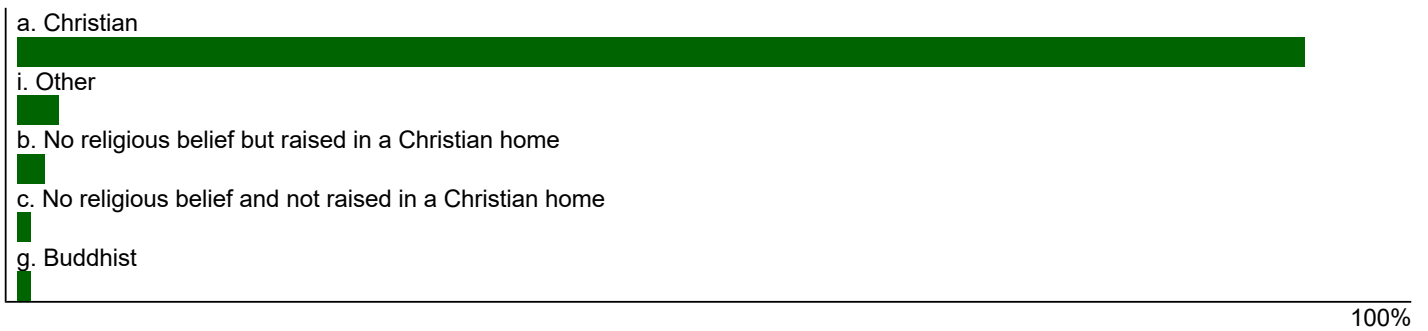 a. Christian
i. Other
b. No religious belief but raised in a Christian home
c. No religious belief and not raised in a Christian home
g. Buddhist
100%